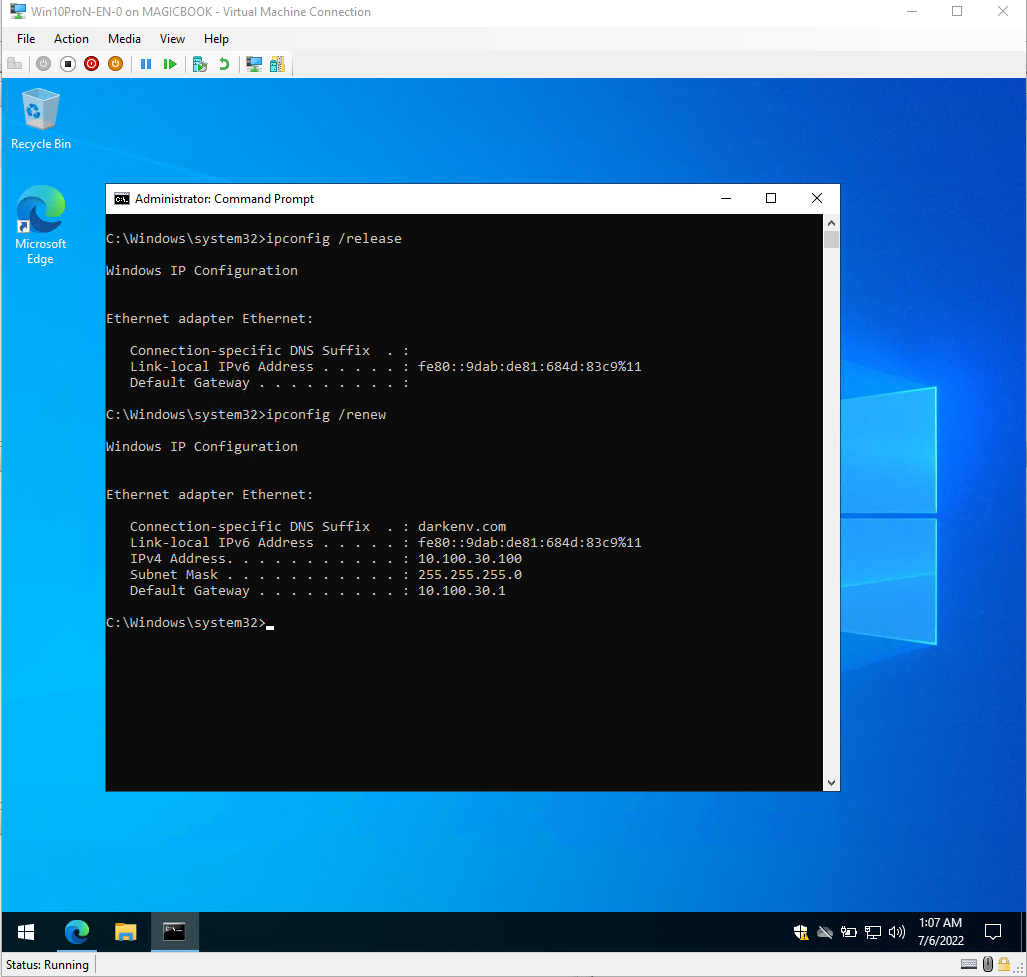 Win10ProN-EN-0 on MAGICBOOK - Virtual Machine Connection
File Action Media View Help
Recycle Bin
Microsoft
Edge
Administrator: Command Prompt
C:\Windows\system32>ipconfig /release
Windows IP Configuration
Ethernet adapter Ethernet:
Connection-specific DNS Suffix . :
Link-local IPv6 Address . . . . . : fe80::9dab:de81:684d:83c9%11
Default Gateway . . . . . . . . . :
C:\Windows\system32>ipconfig /renew
Windows IP Configuration
Ethernet adapter Ethernet:
Connection-specific DNS Suffix . : darkenv.com
Link-local IPv6 Address . . . . . : fe80::9dab:de81:684d:83c9%11
IPv4 Address. . . . . . . . . . . : 10.100.30.100
Subnet Mask . . . . . . . . . . . : 255.255.255.0
Default Gateway . . . . . . . . . : 10.100.30.1
C:\Windows\system32>
1:07 AM
7/6/2022
Status: Running